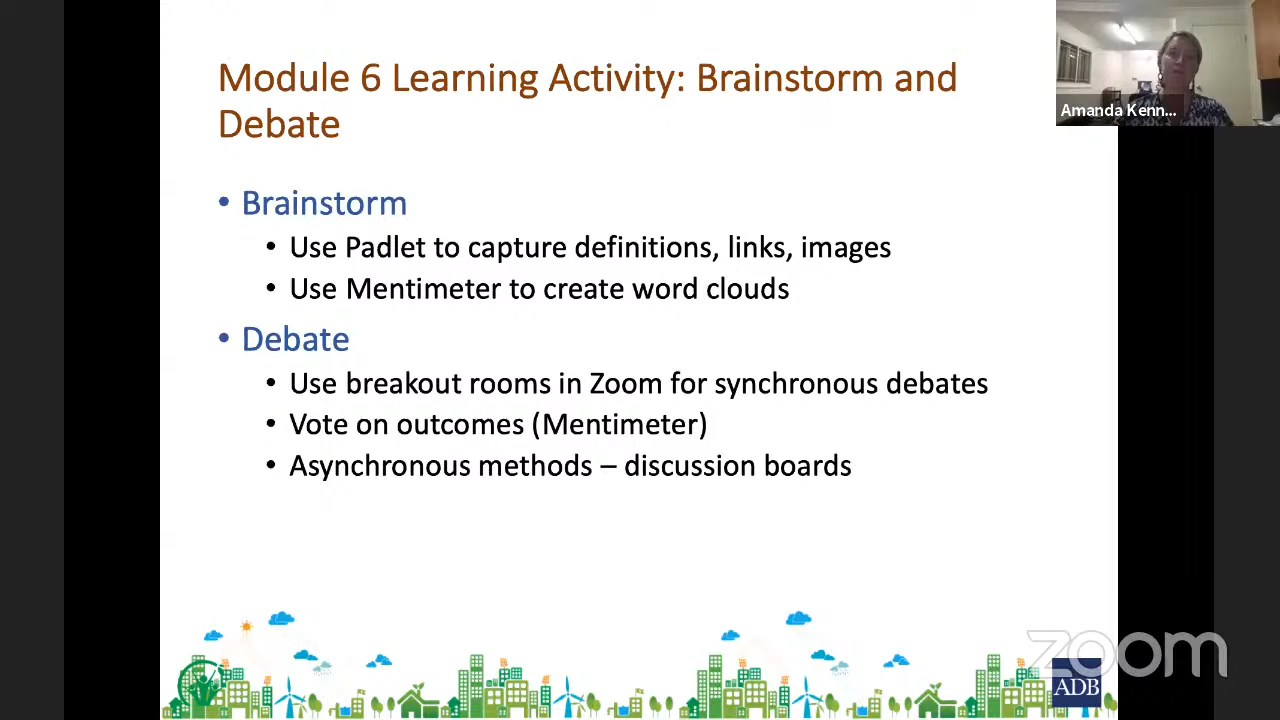 Module 6 Learning Activity: Brainstorm and
Debate
Amanda Kenn...
• Brainstorm
• Use Padlet to capture definitions, links, images
• Use Mentimeter to create word clouds
• Debate
• Use breakout rooms in Zoom for synchronous debates
• Vote on outcomes (Mentimeter)
• Asynchronous methods – discussion boards
zoom
ADB